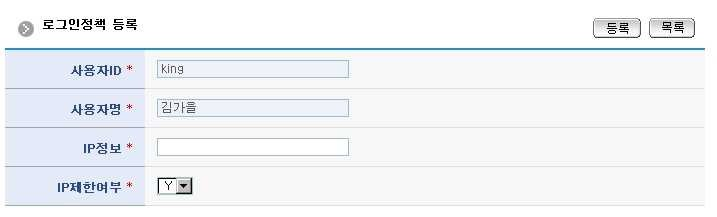 로그인정책 등록
등록 목록
사용자ID * king
사용자명 * 김가을
IP정보 *
IP제한여부 * Y